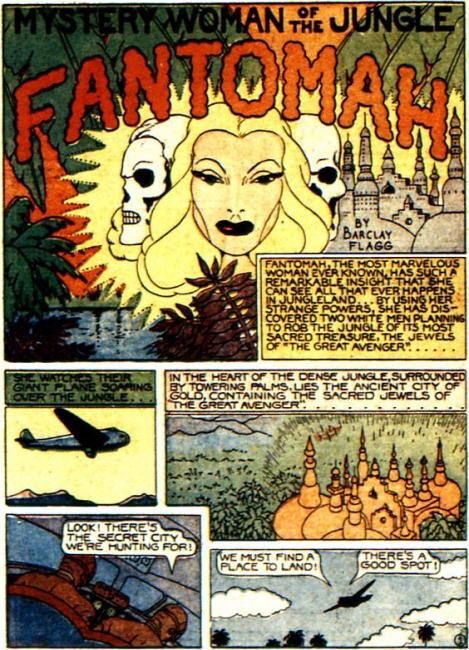 MYSTERY WOMAN OF THE JUNGLE
FANTOMAH
BY
BARCLAY
FLAGG
FANTOMAH, THE MOST MARVELOUS
WOMAN EVER KNOWN, HAS SUCH A
REMARKABLE INSIGHT THAT SHE
CAN SEE ALL THAT EVER HAPPENS
IN JUNGLELAND... BY USING HER
STRANGE POWERS, SHE HAS DIS-
COVERED TWO WHITE MEN PLANNING
TO ROB THE JUNGLE OF ITS MOST
SACRED TREASURE, THE JEWELS
OF "THE GREAT AVENGER"......
SHE WATCHES THEIR
GIANT PLANE SOARING
OVER THE JUNGLE...
IN THE HEART OF THE DENSE JUNGLE, SURROUNDED
BY TOWERING PALMS, LIES THE ANCIENT CITY OF
GOLD, CONTAINING THE SACRED JEWELS OF
"THE GREAT AVENGER"...........
LOOK! THERE'S
THE SECRET CITY
WE'RE HUNTING FOR!
WE MUST FIND A
PLACE TO LAND!
THERE'S A
GOOD SPOT!